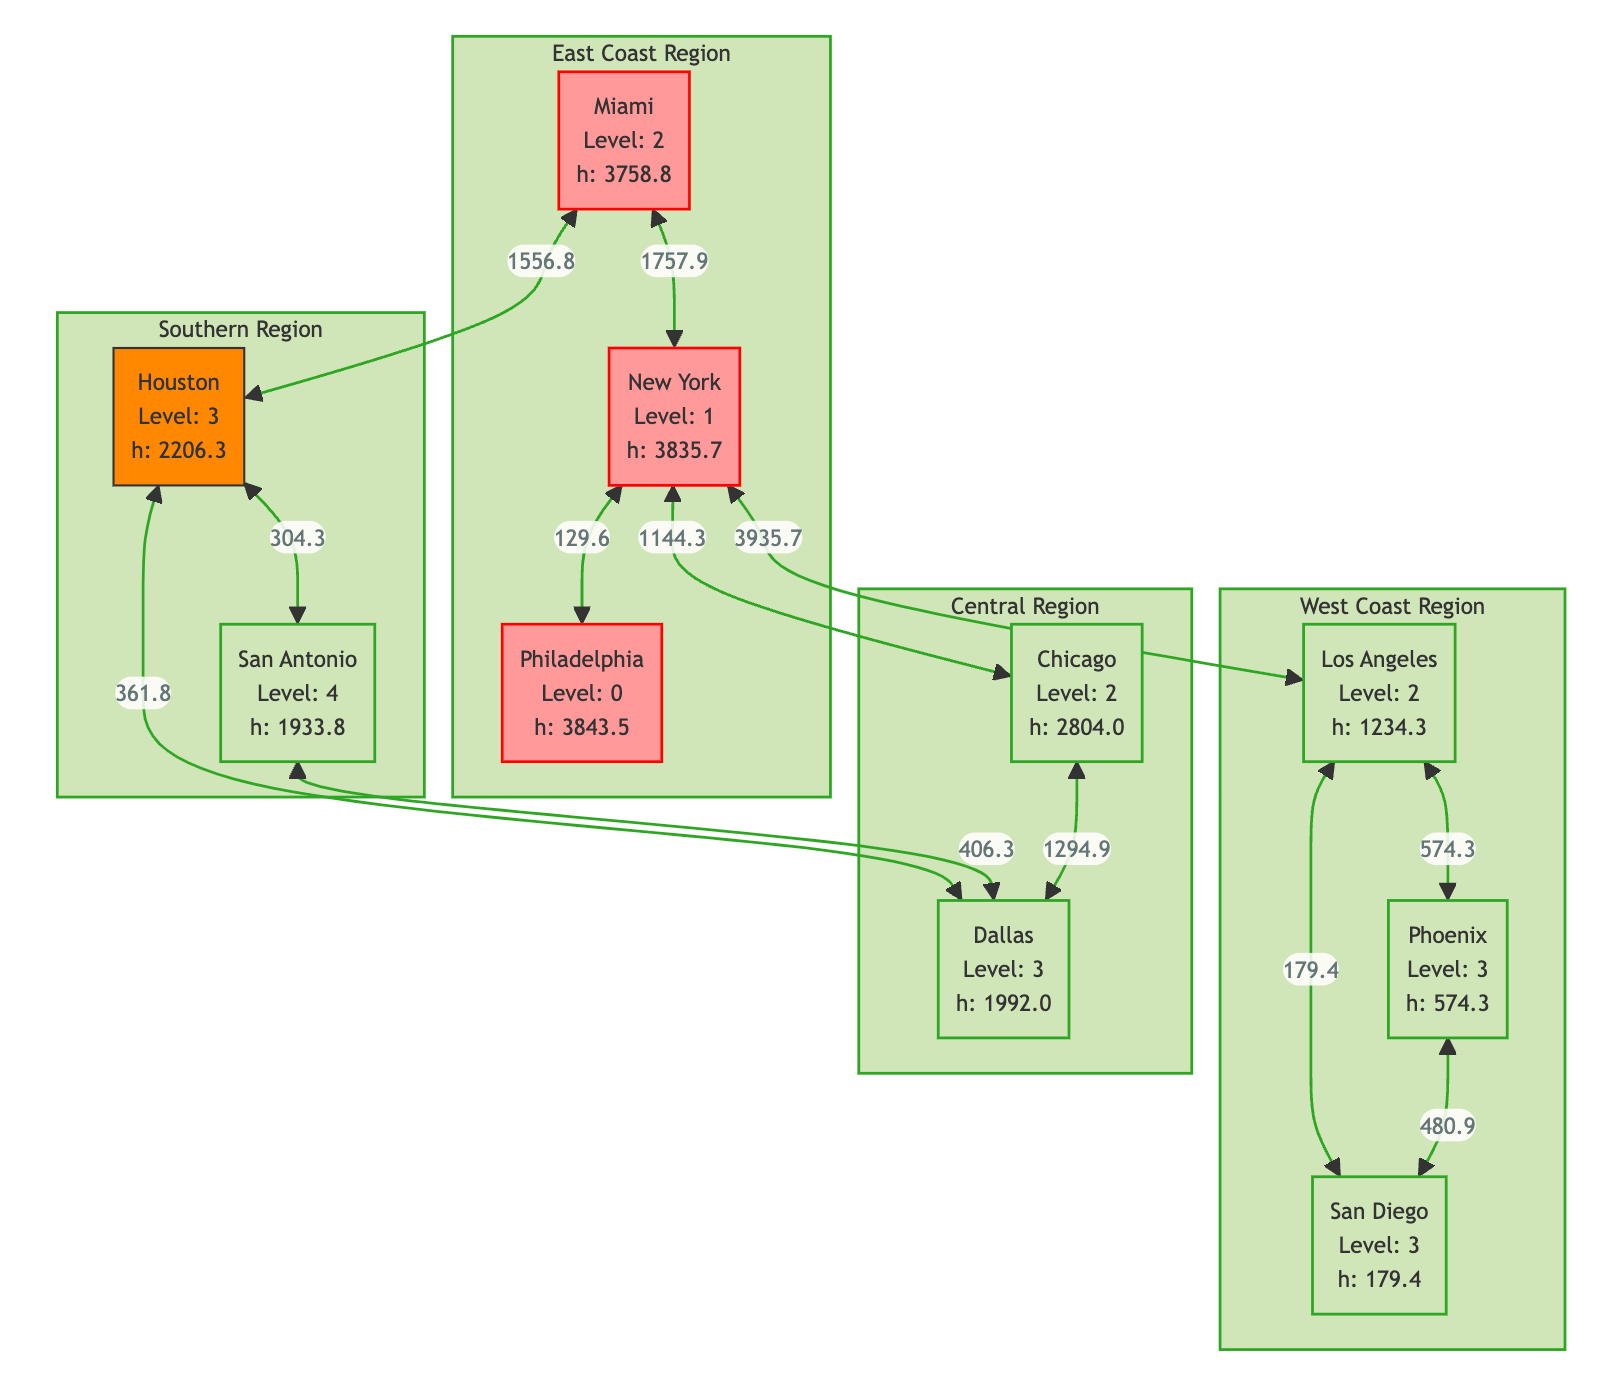 East Coast Region
Miami
Level: 2
h: 3758.8
1556.8
1757.9
Southern Region
Houston
Level: 3
h: 2206.3
New York
Level: 1
h: 3835.7
304.3
129.6
1144.3
3935.7
Central Region
West Coast Region
San Antonio
Level: 4
h: 1933.8
361.8
Philadelphia
Level: 0
h: 3843.5
Chicago
Level: 2
h: 2804.0
Los Angeles
Level: 2
h: 1234.3
406.3
1294.9
574.3
Dallas
Level: 3
h: 1992.0
179.4
Phoenix
Level: 3
h: 574.3
480.9
San Diego
Level: 3
h: 179.4